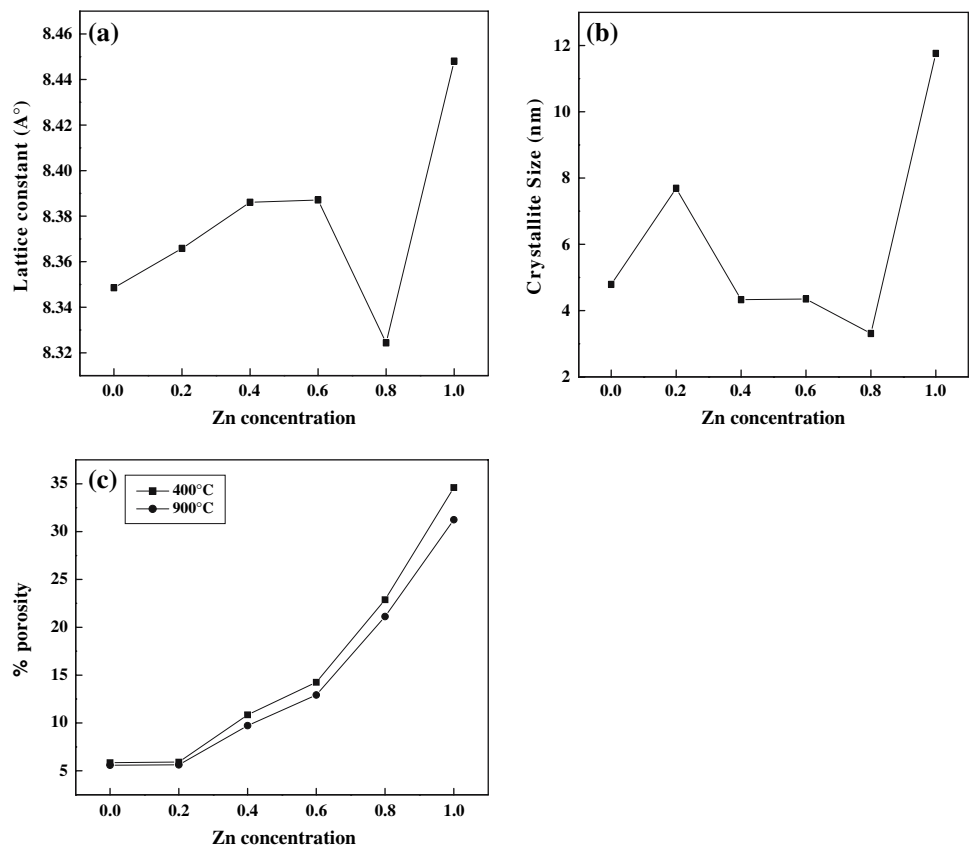 (a)
8.46
8.44
8.42
8.40
8.38
8.36
8.34
8.32
Lattice constant (A°)
0.0 0.2 0.4 0.6 0.8 1.0
Zn concentration
(b)
12
10
8
6
4
2
Crystallite Size (nm)
0.0 0.2 0.4 0.6 0.8 1.0
Zn concentration
(c)
400°C
900°C
35
30
25
20
15
10
5
% porosity
0.0 0.2 0.4 0.6 0.8 1.0
Zn concentration